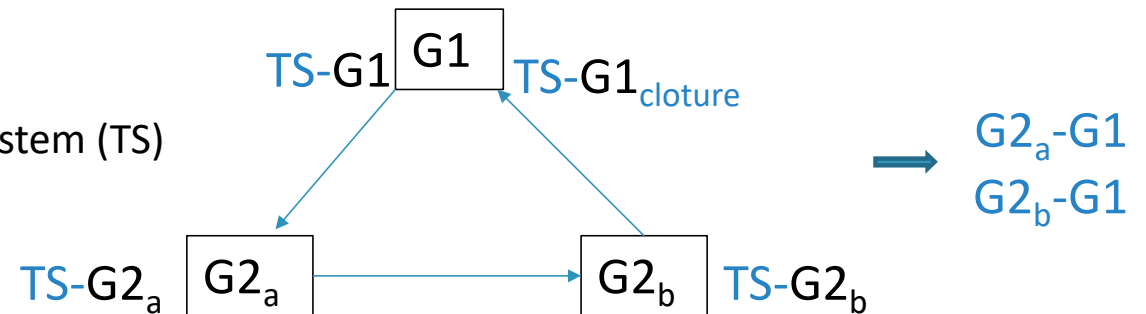 G1
TS-G1
TS-G1cloture
stem (TS)
G2a-G1
G2b-G1
TS-G2a
G2a
G2b
TS-G2b